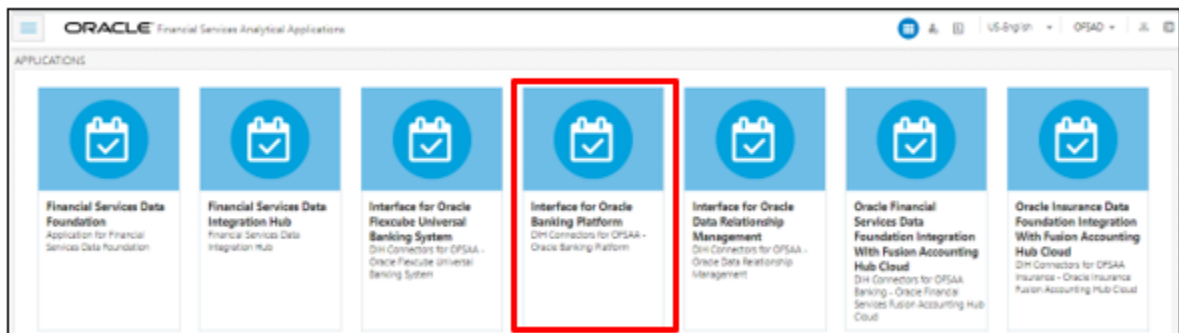 ORACLE Financial Services Analytical Applications
US-English
OFSAD
APPLICATIONS
Financial Services Data
Foundation
Application for Financial
Services Data Foundation
Financial Services Data
Integration Hub
Financial Services Data
Integration Hub
Interface for Oracle
Flexcube Universal
Banking System
DIH Connectors for OFSAA -
Oracle Flexcube Universal
Banking System
Interface for Oracle
Banking Platform
DIH Connectors for OFSAA -
Oracle Banking Platform
Interface for Oracle
Data Relationship
Management
DIH Connectors for OFSAA -
Oracle Data Relationship
Management
Oracle Financial
Services Data
Foundation Integration
With Fusion Accounting
Hub Cloud
DIH Connectors for OFSAA
Banking - Oracle Financial
Services Fusion Accounting Hub
Cloud
Oracle Insurance Data
Foundation Integration
With Fusion Accounting
Hub Cloud
DIH Connectors for OFSAA
Insurance - Oracle Insurance
Fusion Accounting Hub Cloud